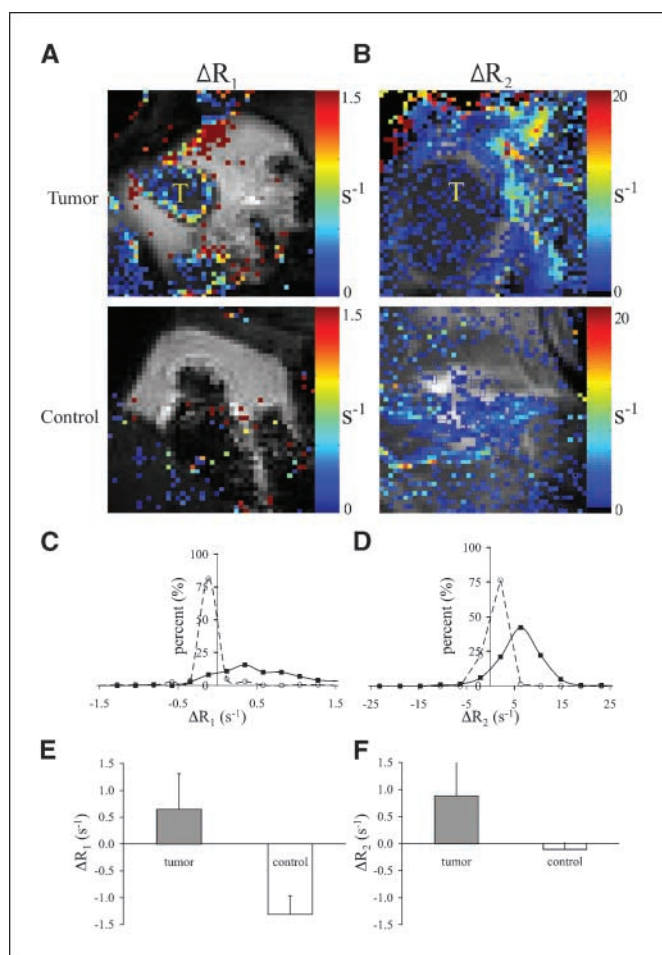 A
B
ΔR1
ΔR2
1.5
20
T
T
Tumor
s-1
s-1
0
0
1.5
20
Control
s-1
s-1
0
0
C
D
100
75
50
25
0
percent (%)
-1.5
-0.5
0.5
1.5
ΔR1 (s-1)
100
75
50
25
0
percent (%)
-25
-15
-5
5
15
25
ΔR2 (s-1)
E
F
1.5
1.0
0.5
0.0
-0.5
-1.0
-1.5
ΔR1 (s-1)
tumor
control
1.5
1.0
0.5
0.0
-0.5
-1.0
-1.5
ΔR2 (s-1)
tumor
control